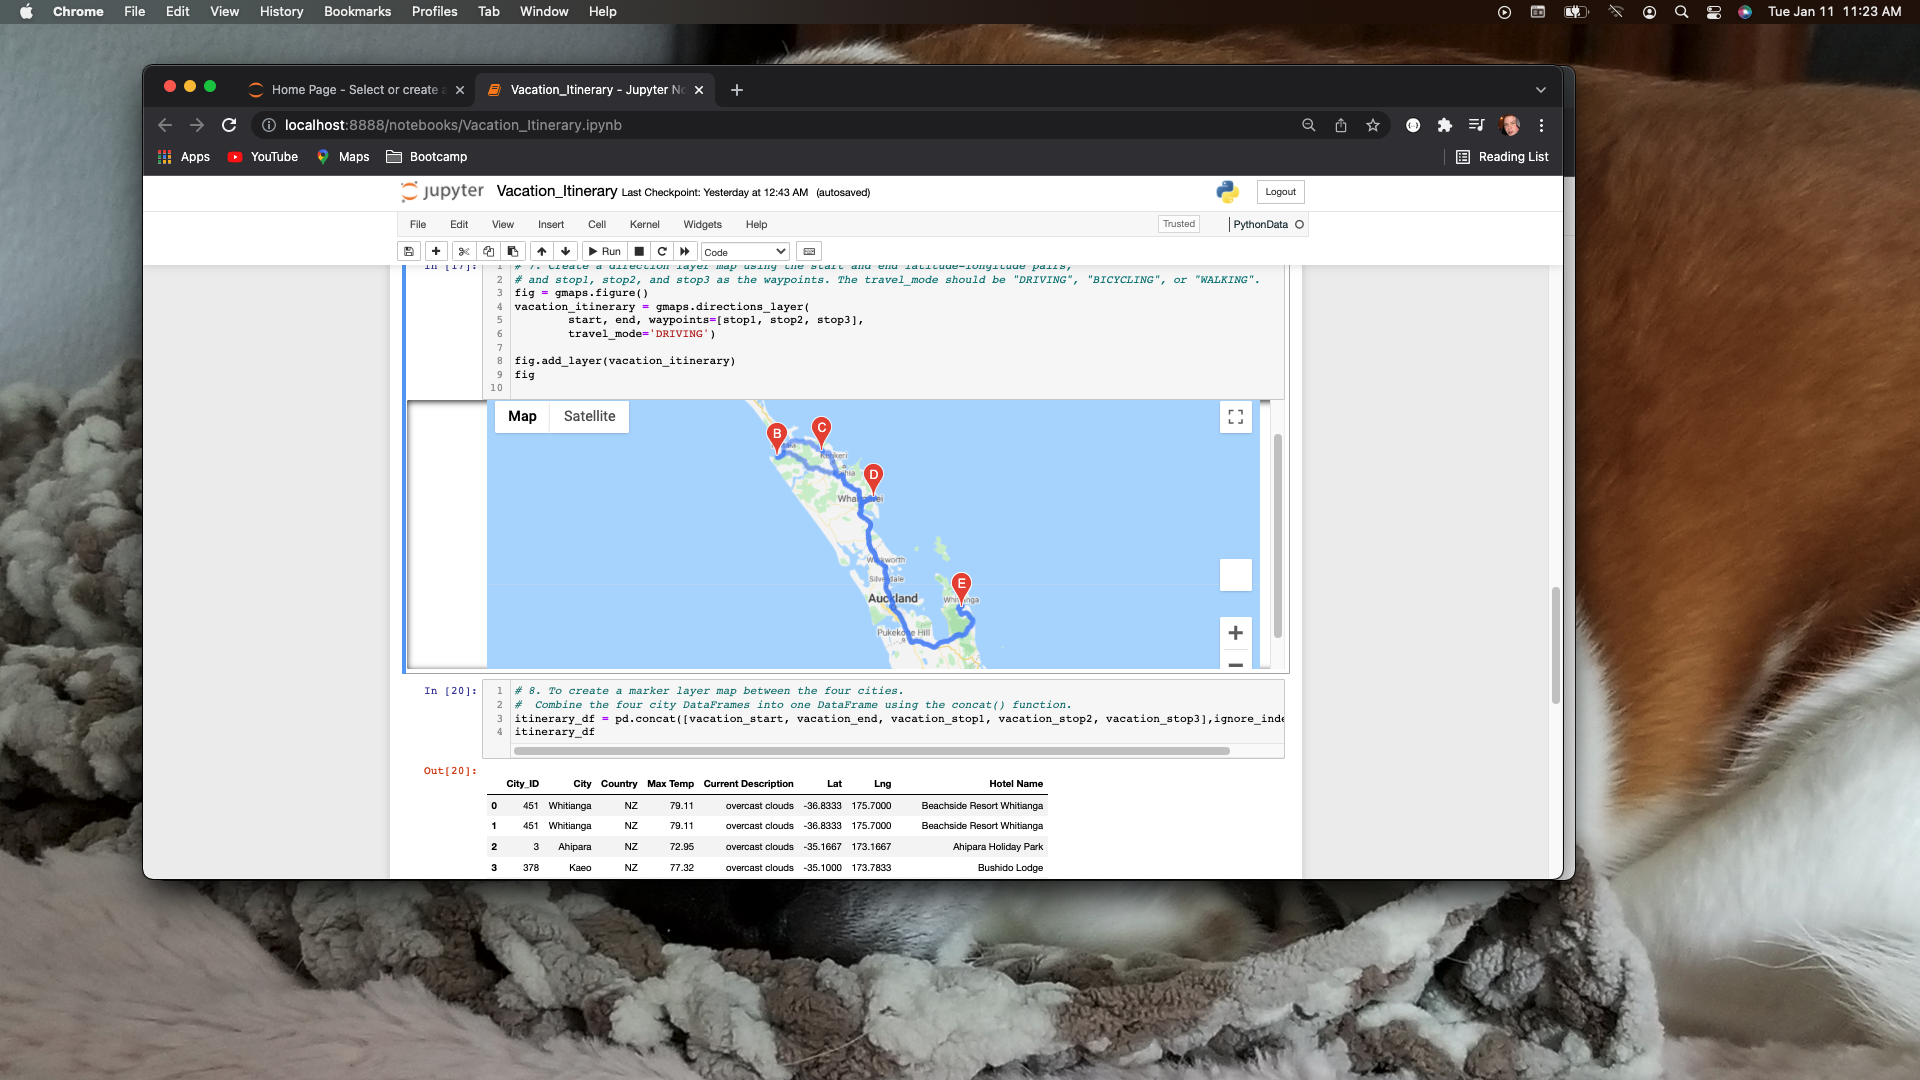 Chrome File Edit View History Bookmarks Profiles Tab Window Help Tue Jan 11 11:23 AM
Home Page - Select or create a
Vacation_Itinerary - Jupyter No
localhost:8888/notebooks/Vacation_Itinerary.ipynb
Apps YouTube Maps Bootcamp Reading List
jupyter Vacation_Itinerary Last Checkpoint: Yesterday at 12:43 AM (autosaved) Logout
File Edit View Insert Cell Kernel Widgets Help Trusted PythonData
Run Code
In [17]: 1 # 7. Create a direction layer map using the start and end latitude-longitude pairs,
2 # and stop1, stop2, and stop3 as the waypoints. The travel_mode should be "DRIVING", "BICYCLING", or "WALKING".
3 fig = gmaps.figure()
4 vacation_itinerary = gmaps.directions_layer(
5 start, end, waypoints=[stop1, stop2, stop3],
6 travel_mode='DRIVING')
7
8 fig.add_layer(vacation_itinerary)
9 fig
10
Map Satellite
B
C
Kerikeri
D
E
Warkworth
Silverdale
Auckland
Pukekohe Hill
In [20]: 1 # 8. To create a marker layer map between the four cities.
2 # Combine the four city DataFrames into one DataFrame using the concat() function.
3 itinerary_df = pd.concat([vacation_start, vacation_end, vacation_stop1, vacation_stop2, vacation_stop3],ignore_inde
4 itinerary_df
Out[20]:
City_ID City Country Max Temp Current Description Lat Lng Hotel Name
0 451 Whitianga NZ 79.11 overcast clouds -36.8333 175.7000 Beachside Resort Whitianga
1 451 Whitianga NZ 79.11 overcast clouds -36.8333 175.7000 Beachside Resort Whitianga
2 3 Ahipara NZ 72.95 overcast clouds -35.1667 173.1667 Ahipara Holiday Park
3 378 Kaeo NZ 77.32 overcast clouds -35.1000 173.7833 Bushido Lodge